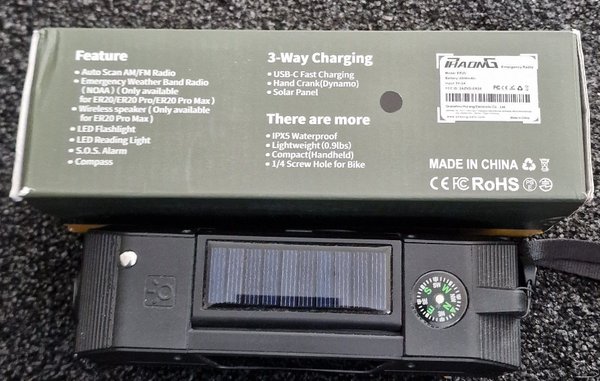 Feature
• Auto Scan AM/FM Radio
• Emergency Weather Band Radio
( NOAA ) ( Only available
for ER20/ER20 Pro/ER20 Pro Max )
• Wireless speaker ( Only available
for ER20 Pro Max )
• LED Flashlight
• LED Reading Light
• S.O.S. Alarm
• Compass
3-Way Charging
• USB-C Fast Charging
• Hand Crank(Dynamo)
• Solar Panel
There are more
• IPX5 Waterproof
• Lightweight (0.9lbs)
• Compact(Handheld)
• 1/4 Screw Hole for Bike
Emergency Radio
MADE IN CHINA
CE FC RoHS